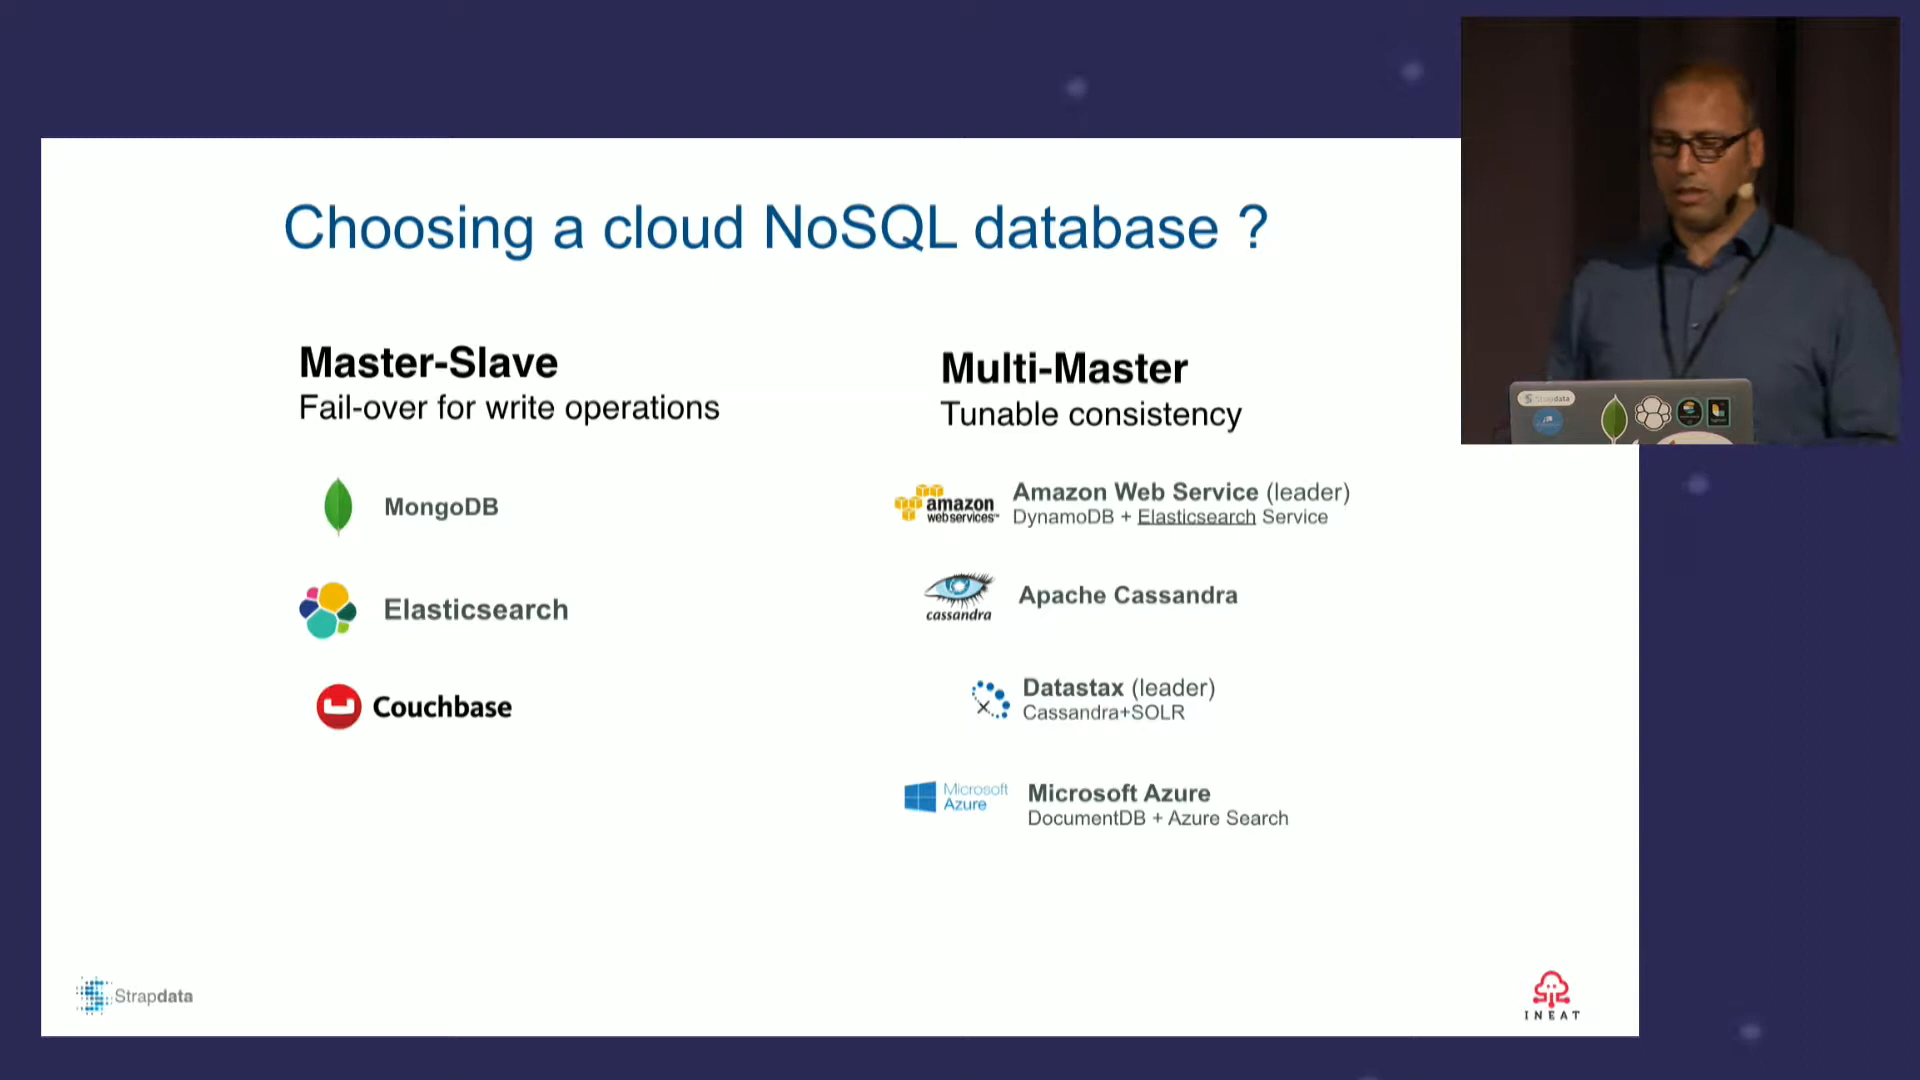 Choosing a cloud NoSQL database ?
Master-Slave
Fail-over for write operations
MongoDB
Elasticsearch
Couchbase
Multi-Master
Tunable consistency
amazon
webservices™
Amazon Web Service (leader)
DynamoDB + Elasticsearch Service
cassandra
Apache Cassandra
Datastax (leader)
Cassandra+SOLR
Microsoft
Azure
Microsoft Azure
DocumentDB + Azure Search
Strapdata
INEAT
Strapdata